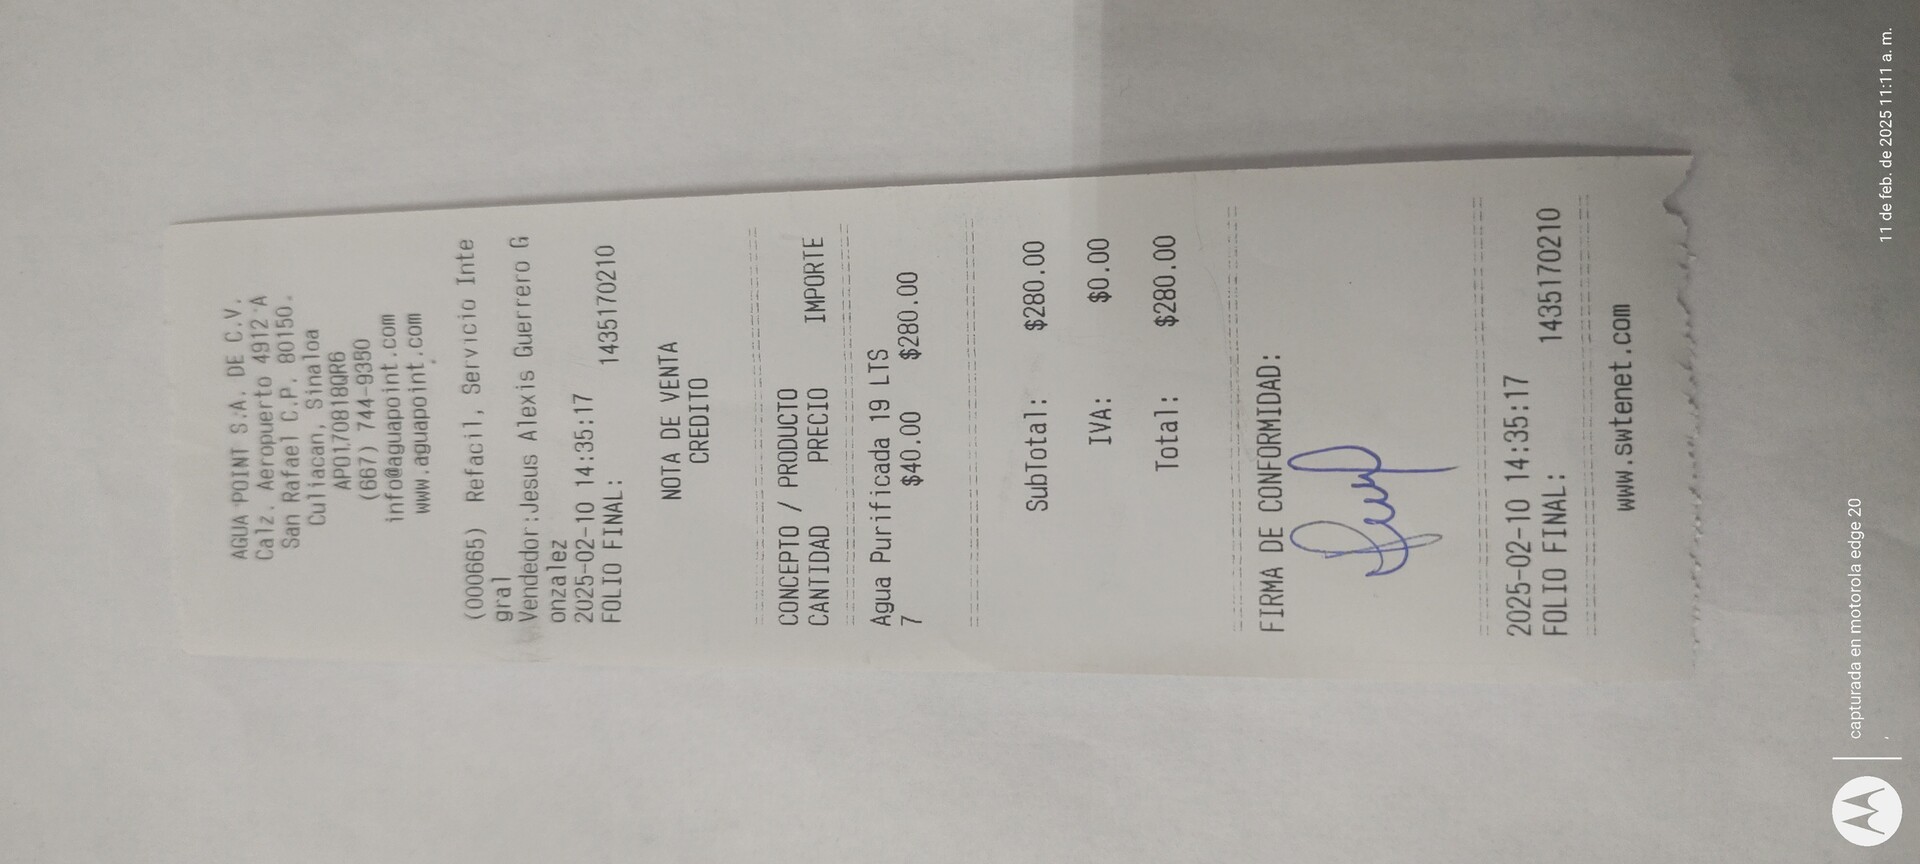 AGUA POINT S.A. DE C.V.
Calz. Aeropuerto 4912 A
San Rafael C.P. 80150.
Culiacan, Sinaloa
APO170818QR6
(667) 744-9350
info@aguapoint.com
www.aguapoint.com
(000665) Refacil, Servicio Inte
gral
Vendedor:Jesus Alexis Guerrero G
onzalez
2025-02-10 14:35:17
FOLIO FINAL: 1435170210
NOTA DE VENTA
CREDITO
CONCEPTO / PRODUCTO
CANTIDAD PRECIO IMPORTE
Agua Purificada 19 LTS
7 $40.00 $280.00
SubTotal: $280.00
IVA: $0.00
Total: $280.00
FIRMA DE CONFORMIDAD:
2025-02-10 14:35:17
FOLIO FINAL: 1435170210
www.swtenet.com
capturada en motorola edge 20
, 11 de feb. de 2025 11:11 a. m.